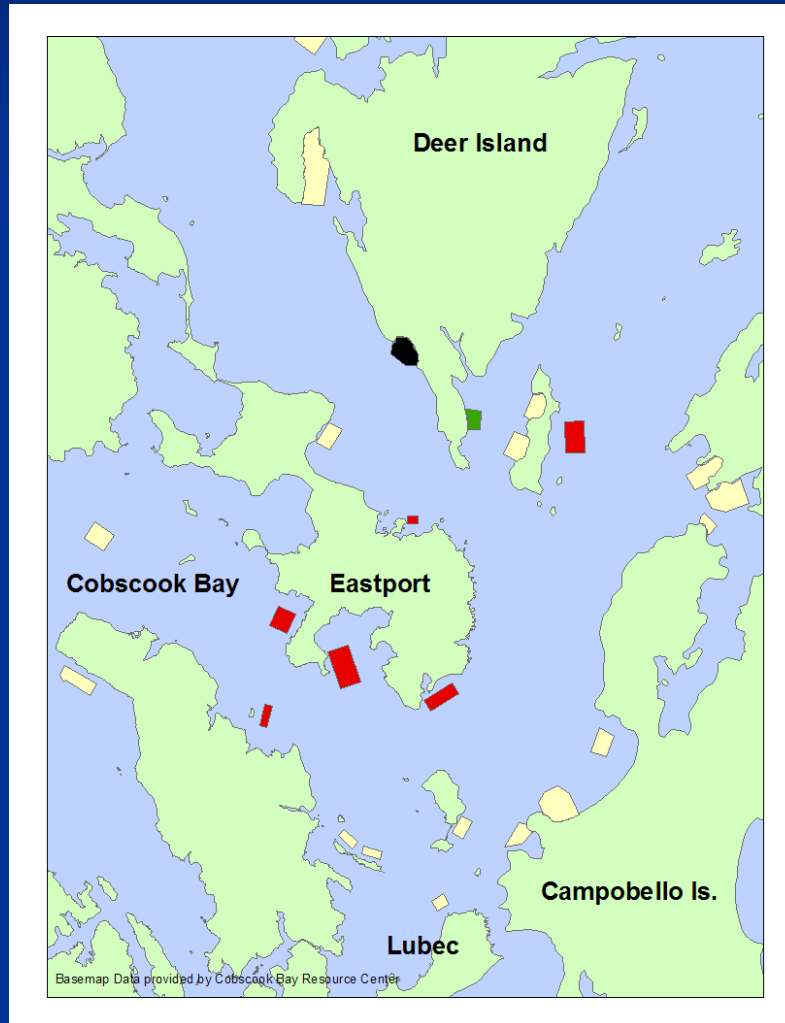 Deer Island
Cobscook Bay
Eastport
Campobello Is.
Lubec
Basemap Data provided by Cobscook Bay Resource Center